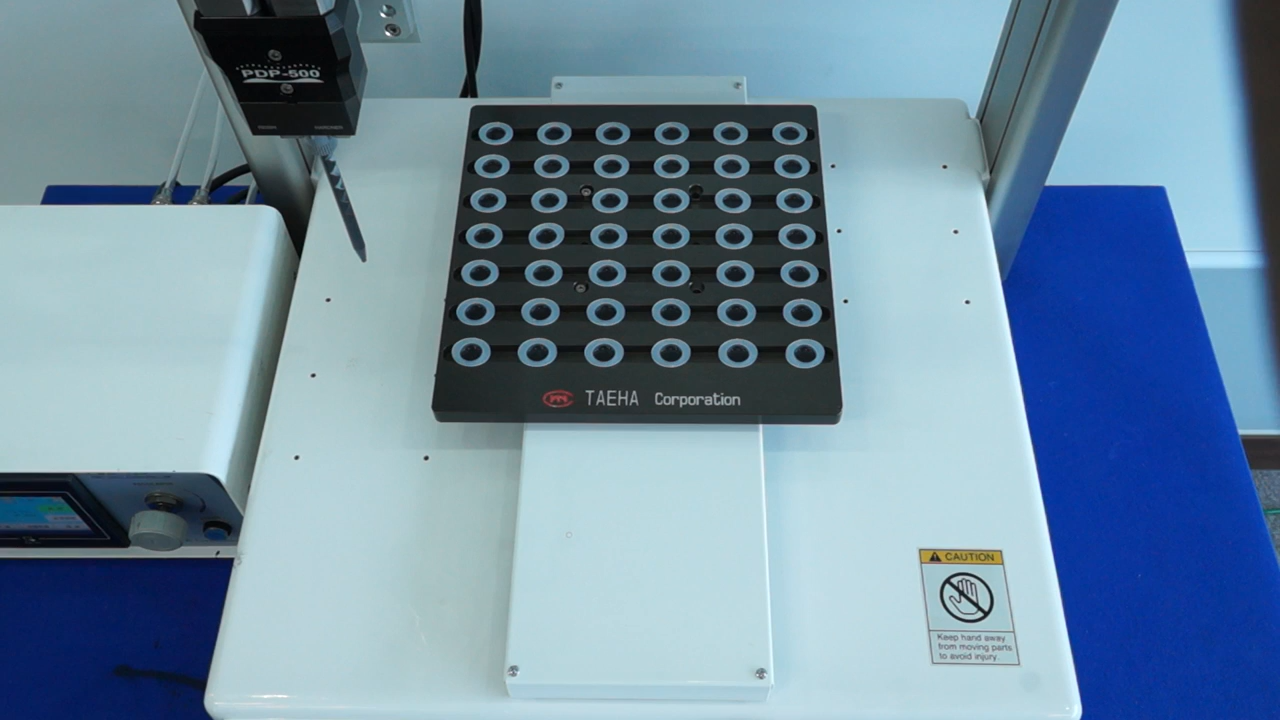 PDP-500
TAEHA Corporation
CAUTION
Keep hand away
from moving parts
to avoid injury.